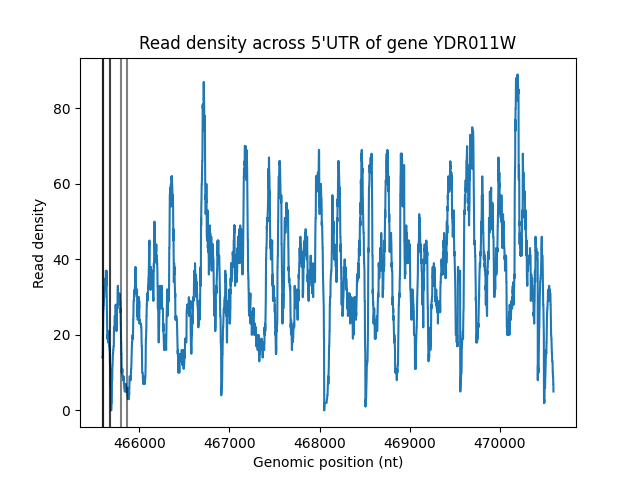 Read density across 5'UTR of gene YDR011W
80
60
40
20
0
Read density
466000 467000 468000 469000 470000
Genomic position (nt)